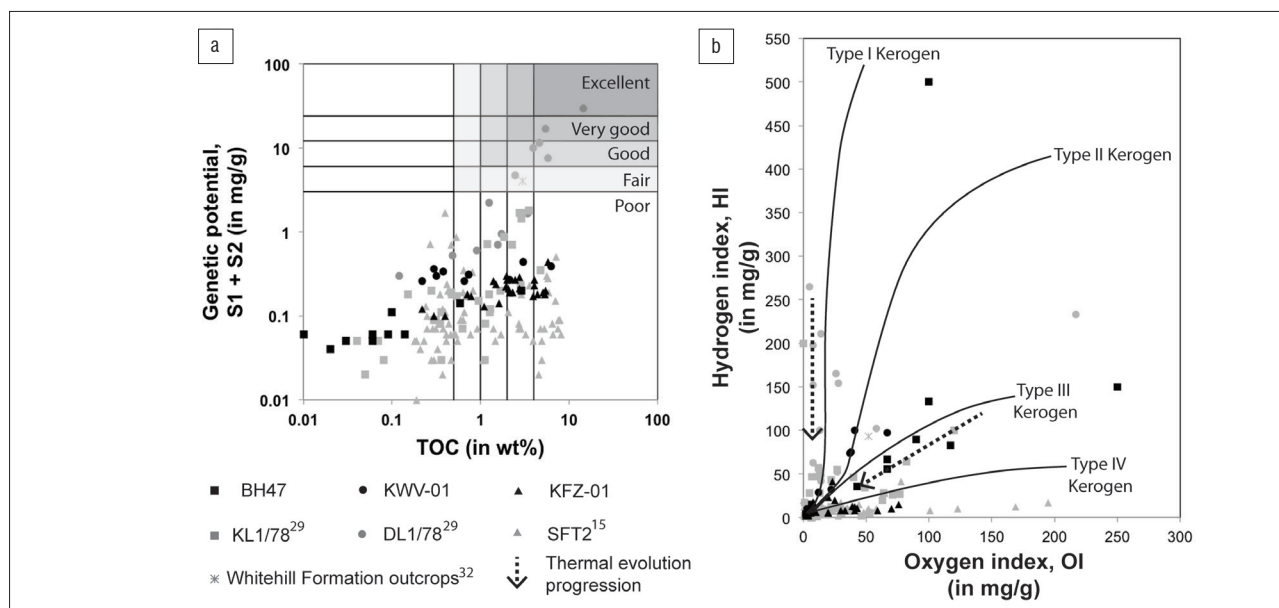 a
100
10
1
0.1
0.01
0.01
0.1
1
10
100
Genetic potential,
S1 + S2 (in mg/g)
TOC (in wt%)
Excellent
Very good
Good
Fair
Poor
b
550
500
450
400
350
300
250
200
150
100
50
0
0
50
100
150
200
250
300
Hydrogen index, HI
(in mg/g)
Oxygen index, OI
(in mg/g)
Type I Kerogen
Type II Kerogen
Type III
Kerogen
Type IV
Kerogen
BH47
KWV-01
KFZ-01
KL1/78²⁹
DL1/78²⁹
SFT2¹⁵
Whitehill Formation outcrops³²
Thermal evolution
progression